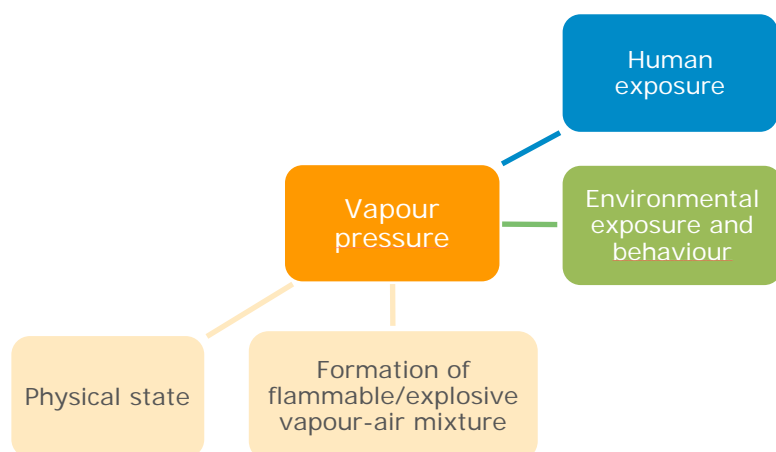 Human
exposure
Vapour
pressure
Environmental
exposure and
behaviour
Physical state
Formation of
flammable/explosive
vapour-air mixture